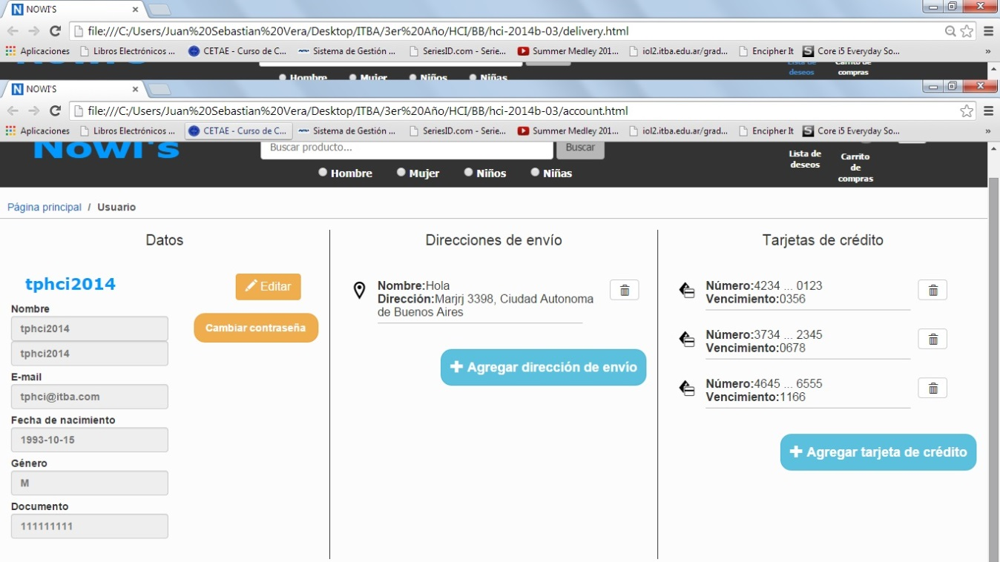 NOWI'S
file:///C:/Users/Juan%20Sebastian%20Vera/Desktop/ITBA/3er%20Año/HCI/BB/hci-2014b-03/delivery.html
Aplicaciones Libros Electrónicos ... CETAE - Curso de C... Sistema de Gestión ... SeriesID.com - Serie... Summer Medley 201... iol2.itba.edu.ar/grad... Encipher It Core i5 Everyday So... »
Hombre Mujer Niños Niñas
deseos compras
NOWI'S
file:///C:/Users/Juan%20Sebastian%20Vera/Desktop/ITBA/3er%20Año/HCI/BB/hci-2014b-03/account.html
Aplicaciones Libros Electrónicos ... CETAE - Curso de C... Sistema de Gestión ... SeriesID.com - Serie... Summer Medley 201... iol2.itba.edu.ar/grad... Encipher It Core i5 Everyday So... »
Nowi's
Buscar producto... Buscar
Hombre Mujer Niños Niñas
Lista de
deseos
Carrito
de
compras
Página principal / Usuario
Datos
tphci2014
Editar
Nombre
tphci2014
Cambiar contraseña
tphci2014
E-mail
tphci@itba.com
Fecha de nacimiento
1993-10-15
Género
M
Documento
111111111
Direcciones de envío
Nombre:Hola
Dirección:Marjrj 3398, Ciudad Autonoma
de Buenos Aires
Agregar dirección de envío
Tarjetas de crédito
Número:4234 ... 0123
Vencimiento:0356
Número:3734 ... 2345
Vencimiento:0678
Número:4645 ... 6555
Vencimiento:1166
Agregar tarjeta de crédito